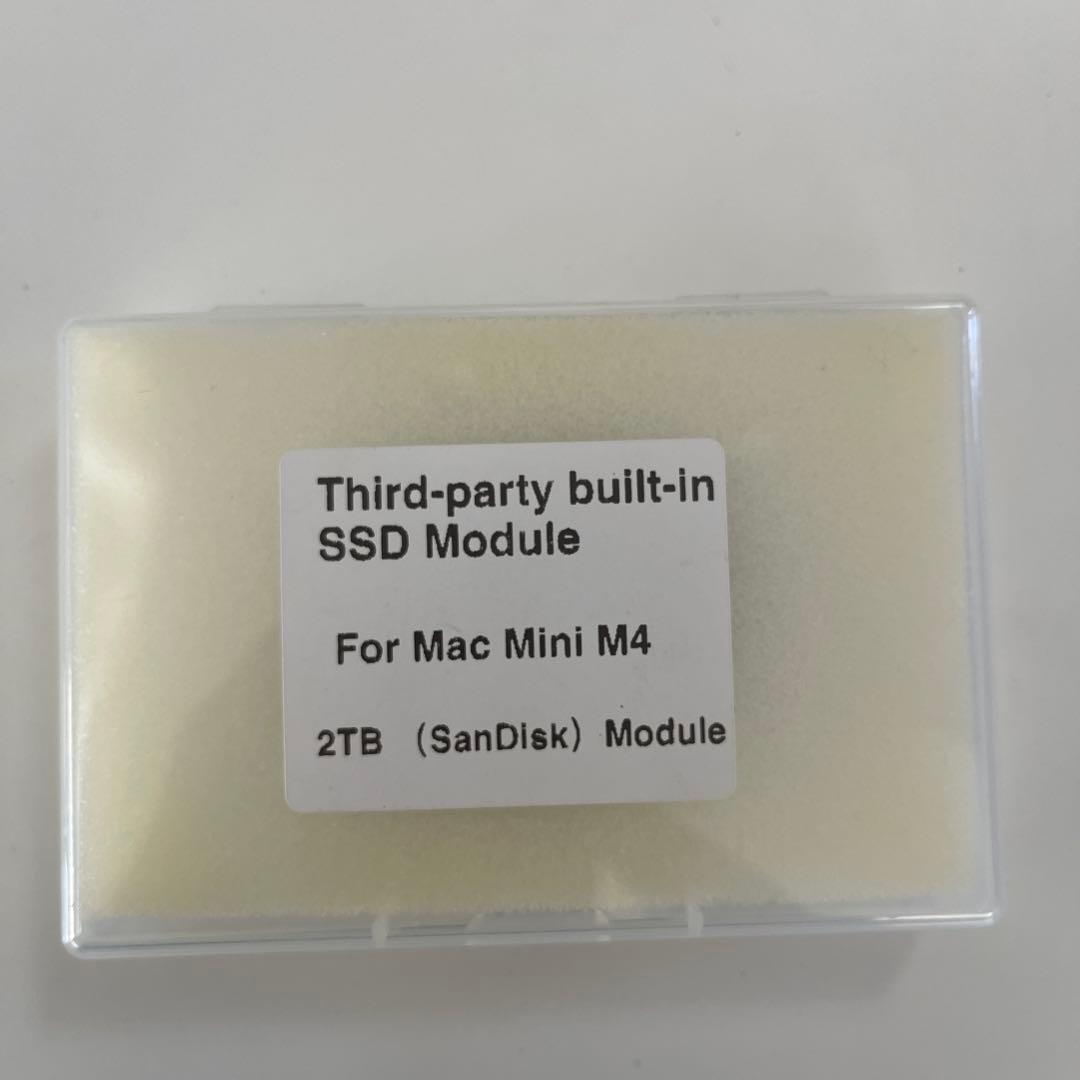 Third-party built-in
SSD Module
For Mac Mini M4
2TB （SanDisk） Module